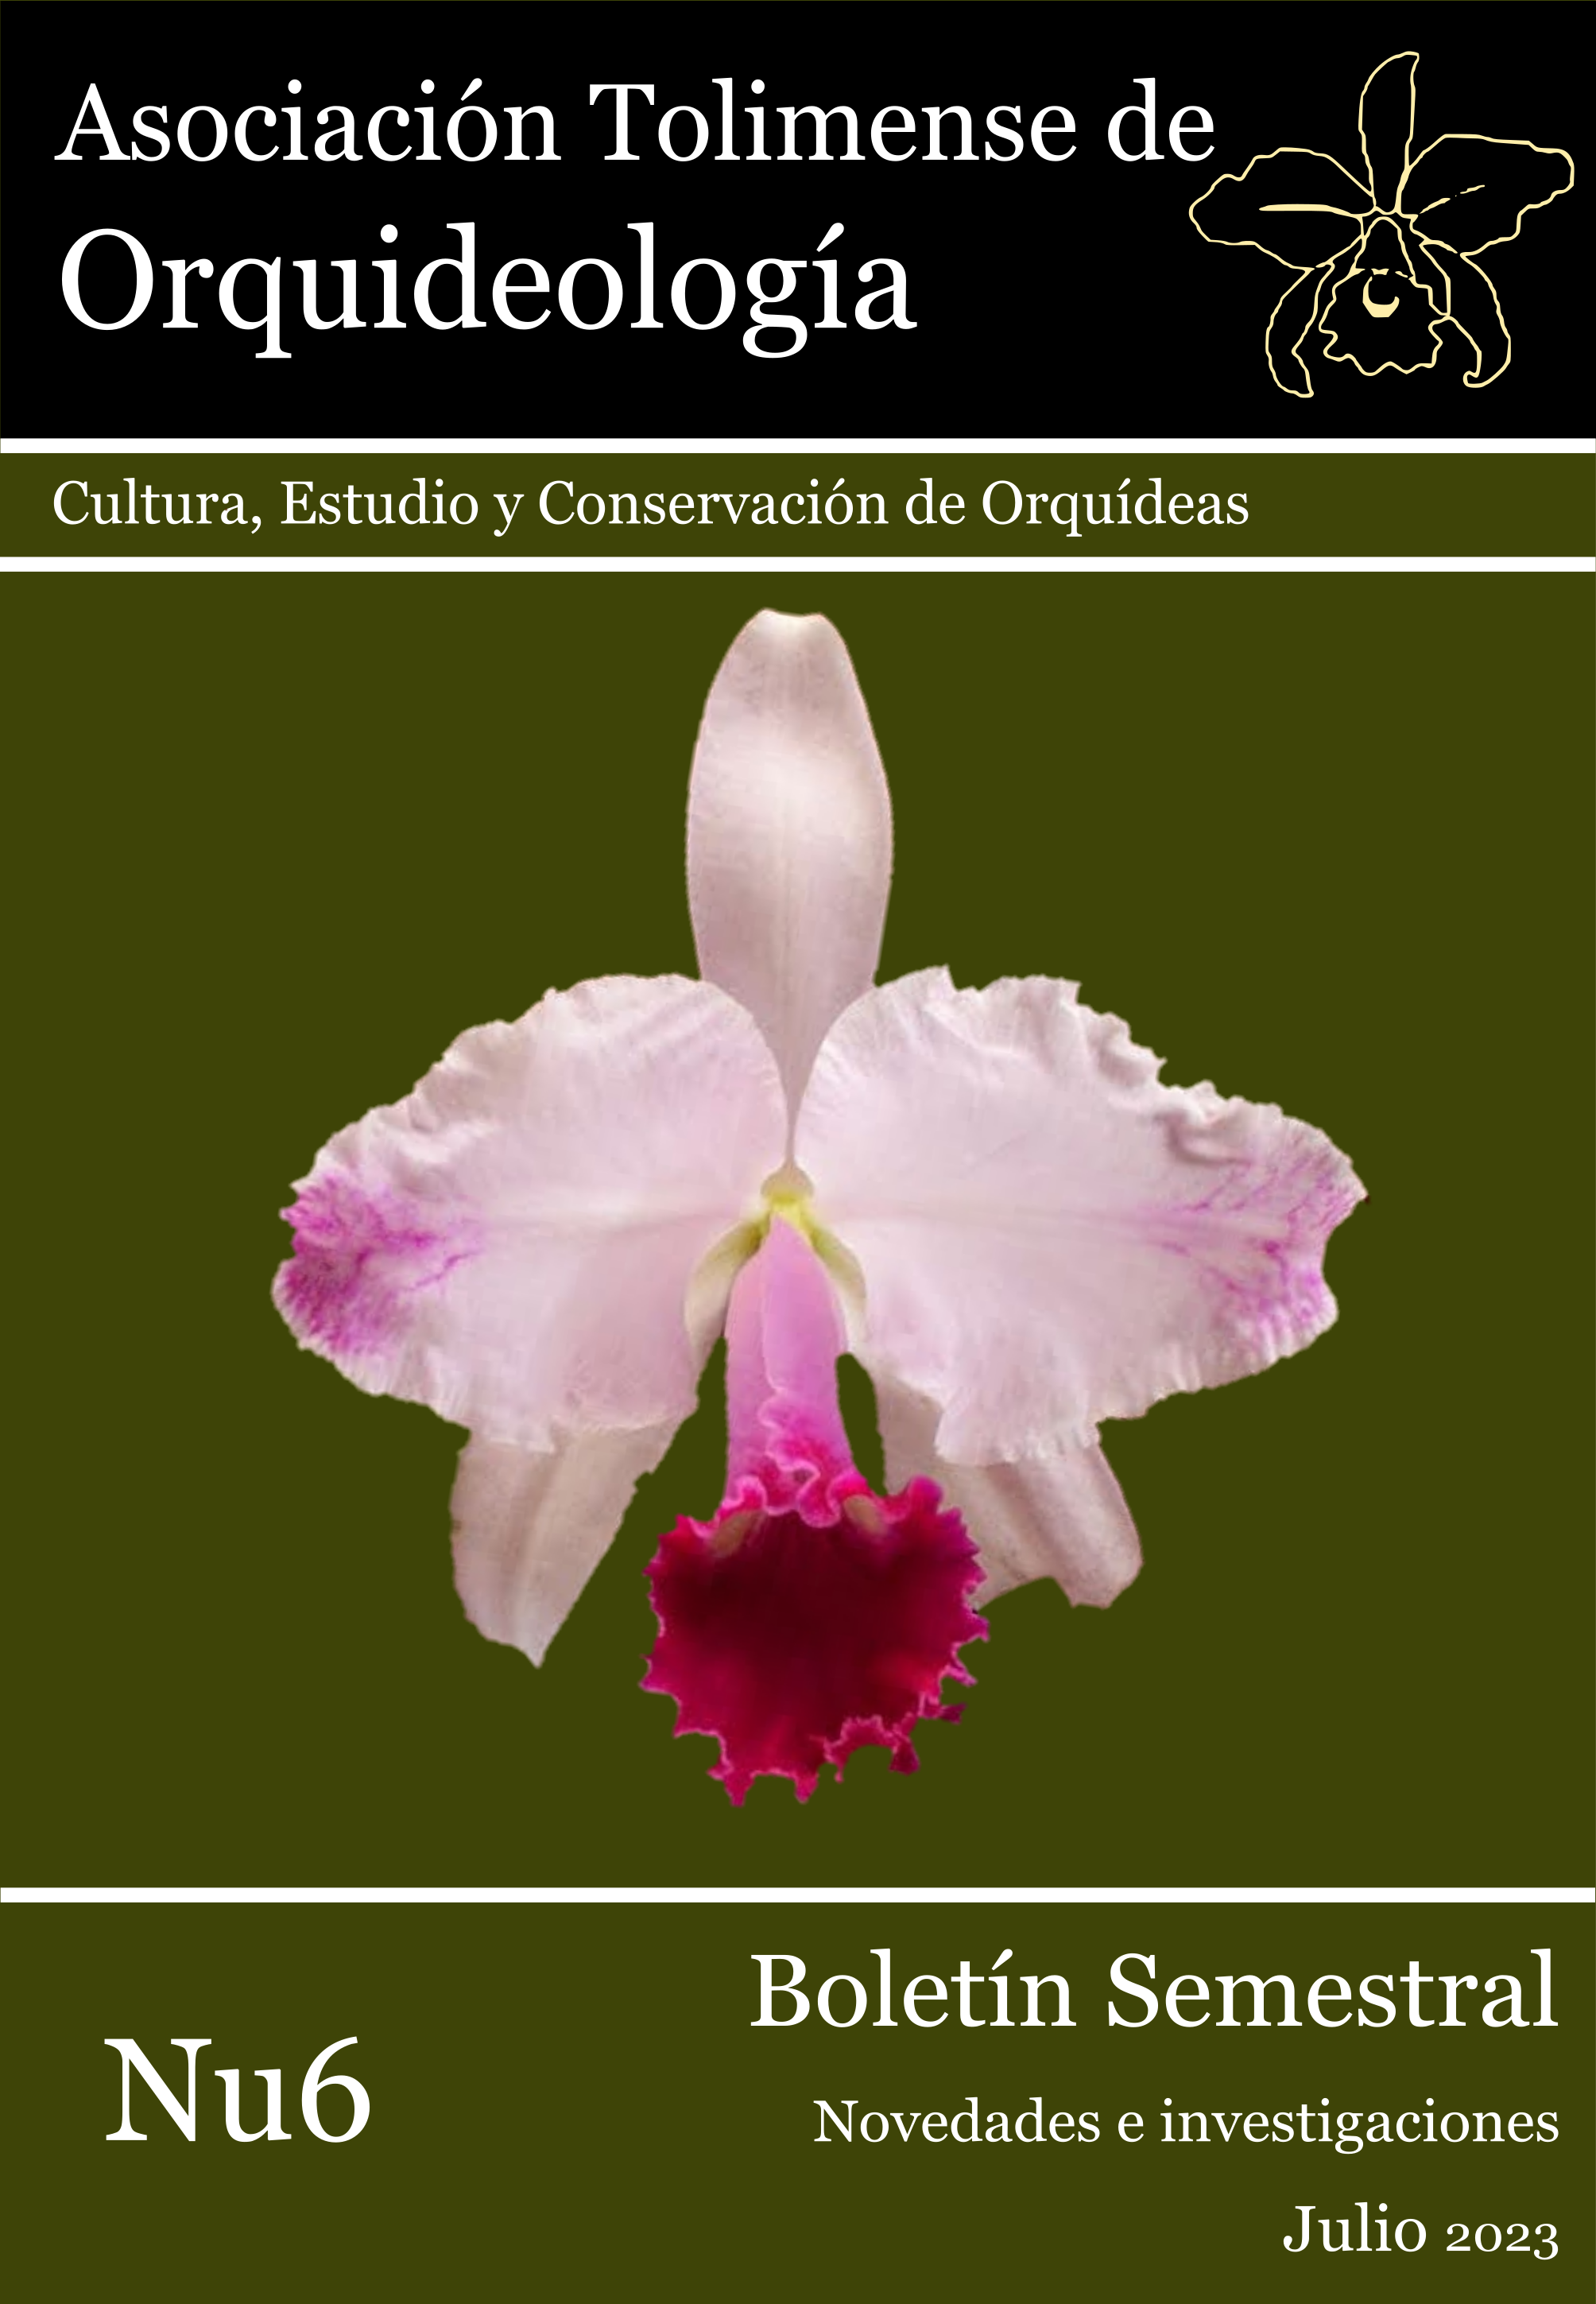 Asociación Tolimense de
Orquideología
Cultura, Estudio y Conservación de Orquídeas
Nu6
Boletín Semestral
Novedades e investigaciones
Julio 2023